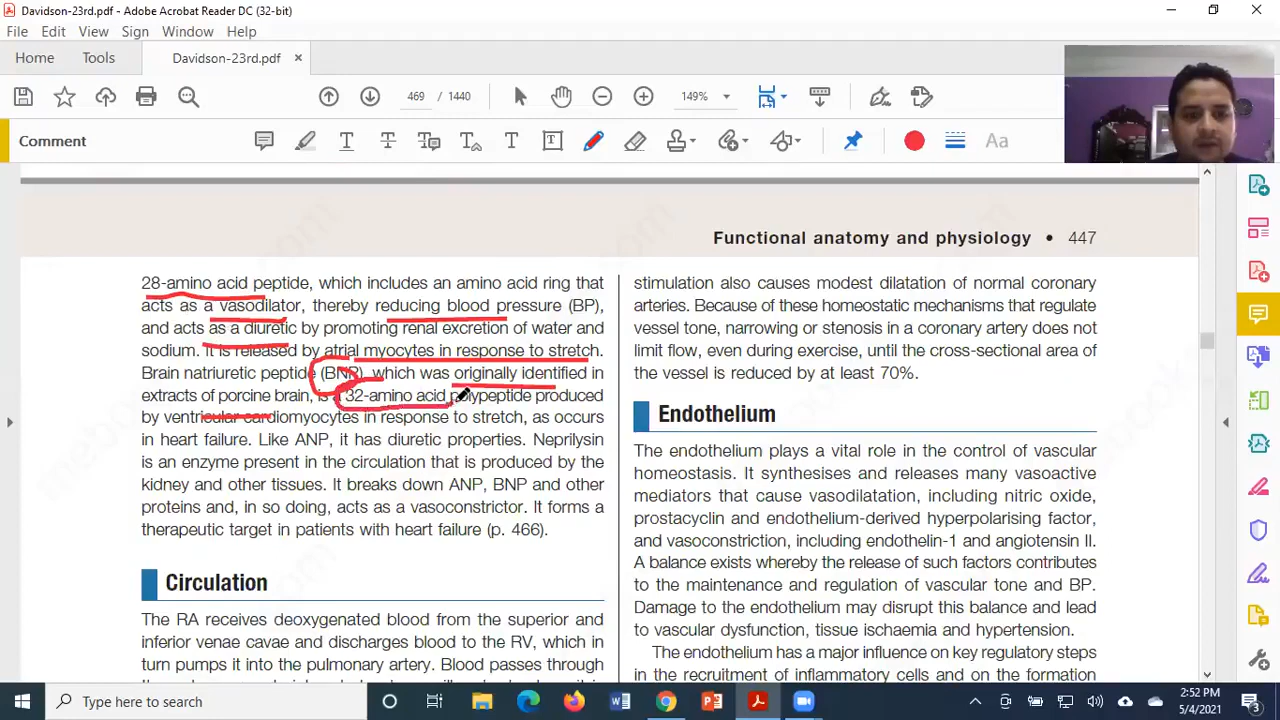 Davidson-23rd.pdf - Adobe Acrobat Reader DC (32-bit)
File Edit View Sign Window Help
Home Tools Davidson-23rd.pdf ×
469 / 1440 149%
Comment
Functional anatomy and physiology • 447
28-amino acid peptide, which includes an amino acid ring that
acts as a vasodilator, thereby reducing blood pressure (BP),
and acts as a diuretic by promoting renal excretion of water and
sodium. It is released by atrial myocytes in response to stretch.
Brain natriuretic peptide (BNP), which was originally identified in
extracts of porcine brain, is a 32-amino acid polypeptide produced
by ventricular cardiomyocytes in response to stretch, as occurs
in heart failure. Like ANP, it has diuretic properties. Neprilysin
is an enzyme present in the circulation that is produced by the
kidney and other tissues. It breaks down ANP, BNP and other
proteins and, in so doing, acts as a vasoconstrictor. It forms a
therapeutic target in patients with heart failure (p. 466).
Circulation
The RA receives deoxygenated blood from the superior and
inferior venae cavae and discharges blood to the RV, which in
turn pumps it into the pulmonary artery. Blood passes through
stimulation also causes modest dilatation of normal coronary
arteries. Because of these homeostatic mechanisms that regulate
vessel tone, narrowing or stenosis in a coronary artery does not
limit flow, even during exercise, until the cross-sectional area of
the vessel is reduced by at least 70%.
Endothelium
The endothelium plays a vital role in the control of vascular
homeostasis. It synthesises and releases many vasoactive
mediators that cause vasodilatation, including nitric oxide,
prostacyclin and endothelium-derived hyperpolarising factor,
and vasoconstriction, including endothelin-1 and angiotensin II.
A balance exists whereby the release of such factors contributes
to the maintenance and regulation of vascular tone and BP.
Damage to the endothelium may disrupt this balance and lead
to vascular dysfunction, tissue ischaemia and hypertension.
The endothelium has a major influence on key regulatory steps
in the recruitment of inflammatory cells and on the formation
Type here to search
2:52 PM
5/4/2021